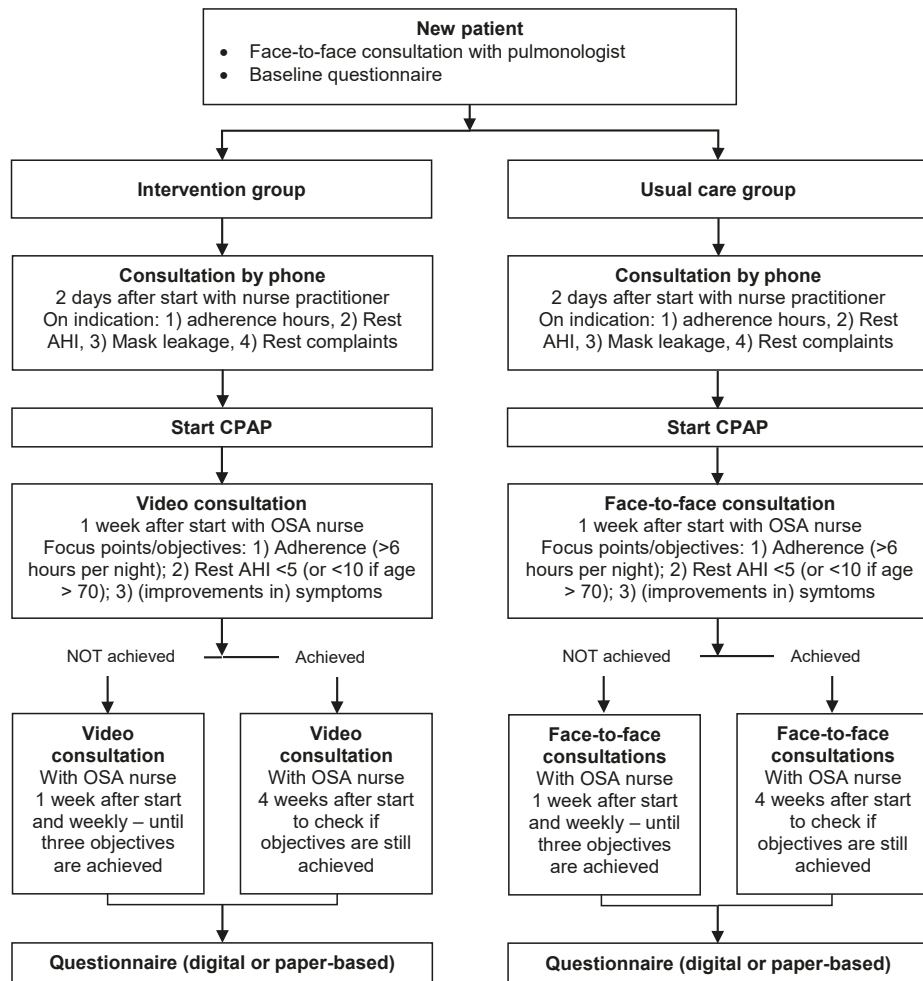 New patient
• Face-to-face consultation with pulmonologist
• Baseline questionnaire
Intervention group
Usual care group
Consultation by phone
2 days after start with nurse practitioner
On indication: 1) adherence hours, 2) Rest
AHI, 3) Mask leakage, 4) Rest complaints
Consultation by phone
2 days after start with nurse practitioner
On indication: 1) adherence hours, 2) Rest
AHI, 3) Mask leakage, 4) Rest complaints
Start CPAP
Start CPAP
Video consultation
1 week after start with OSA nurse
Focus points/objectives: 1) Adherence (>6
hours per night); 2) Rest AHI <5 (or <10 if age
> 70); 3) (improvements in) symptoms
Face-to-face consultation
1 week after start with OSA nurse
Focus points/objectives: 1) Adherence (>6
hours per night); 2) Rest AHI <5 (or <10 if age
> 70); 3) (improvements in) symtoms
NOT achieved
Achieved
NOT achieved
Achieved
Video
consultation
With OSA nurse
1 week after start
and weekly – until
three objectives
are achieved
Video
consultation
With OSA nurse
4 weeks after start
to check if
objectives are still
achieved
Face-to-face
consultations
With OSA nurse
1 week after start
and weekly – until
three objectives
are achieved
Face-to-face
consultations
With OSA nurse
4 weeks after start
to check if
objectives are still
achieved
Questionnaire (digital or paper-based)
Questionnaire (digital or paper-based)